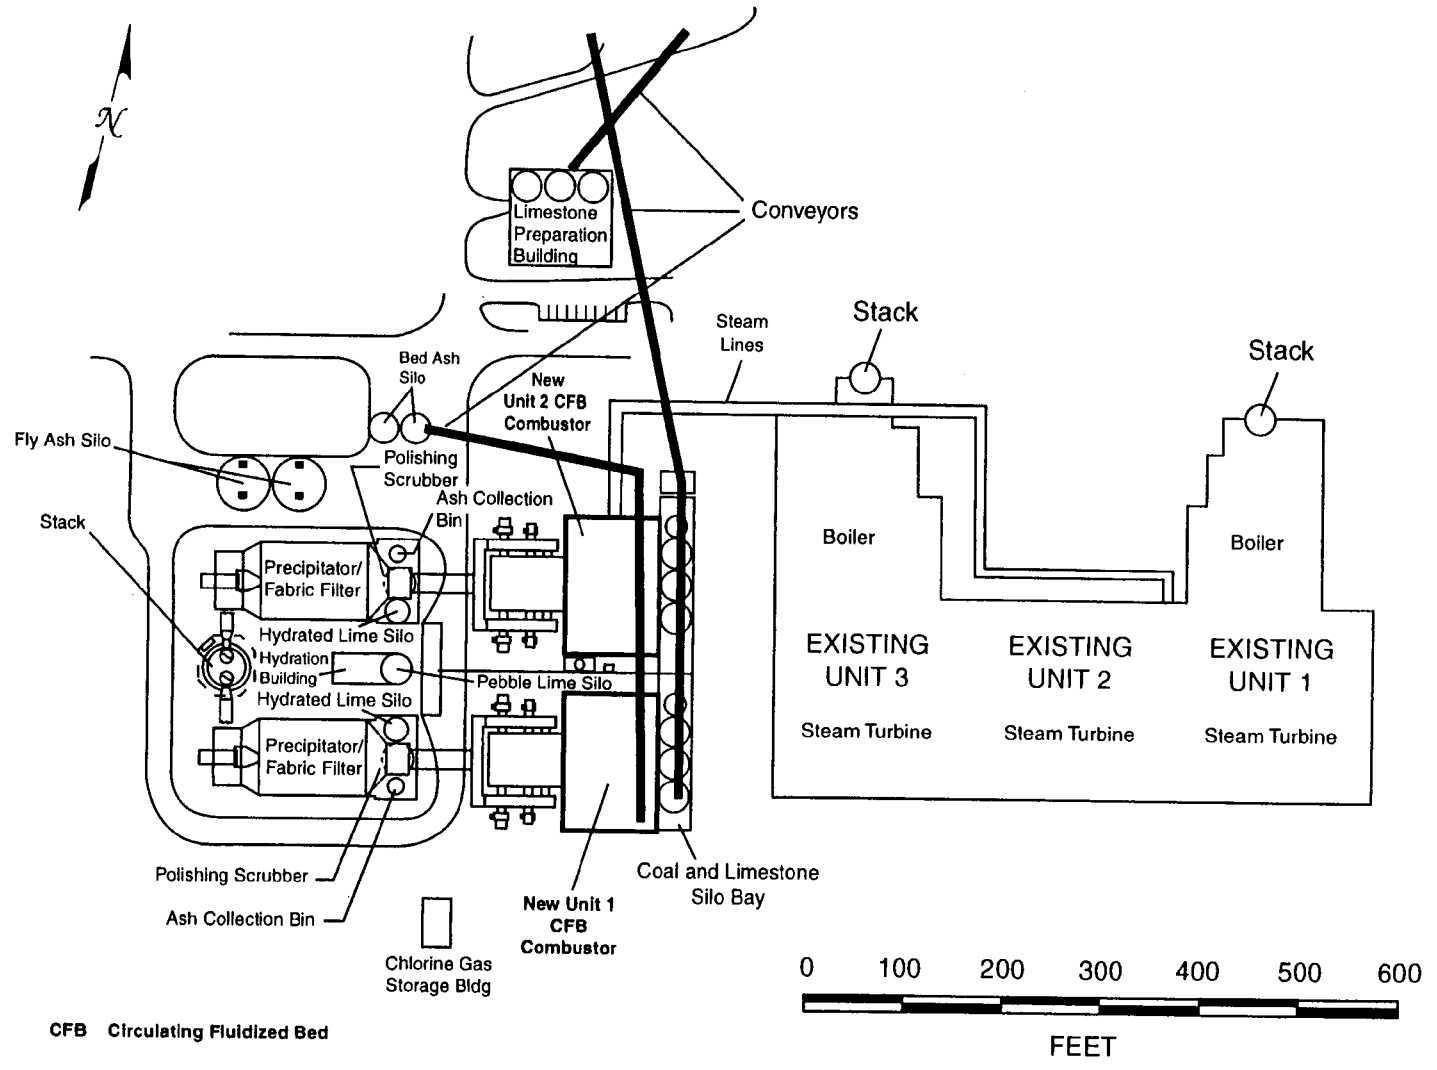 N
Limestone
Preparation
Building
Conveyors
Stack
Steam
Lines
Stack
Bed Ash
Silo
New
Unit 2 CFB
Combustor
Fly Ash Silo
Polishing
Scrubber
Ash Collection
Bin
Stack
Boiler
Boiler
Precipitator/
Fabric Filter
Hydrated Lime Silo
Hydration
Building
Pebble Lime Silo
Hydrated Lime Silo
EXISTING
UNIT 3
EXISTING
UNIT 2
EXISTING
UNIT 1
Steam Turbine
Steam Turbine
Steam Turbine
Precipitator/
Fabric Filter
Polishing Scrubber
Ash Collection Bin
Coal and Limestone
Silo Bay
New Unit 1
CFB
Combustor
Chlorine Gas
Storage Bldg
0 100 200 300 400 500 600
FEET
CFB Circulating Fluidized Bed